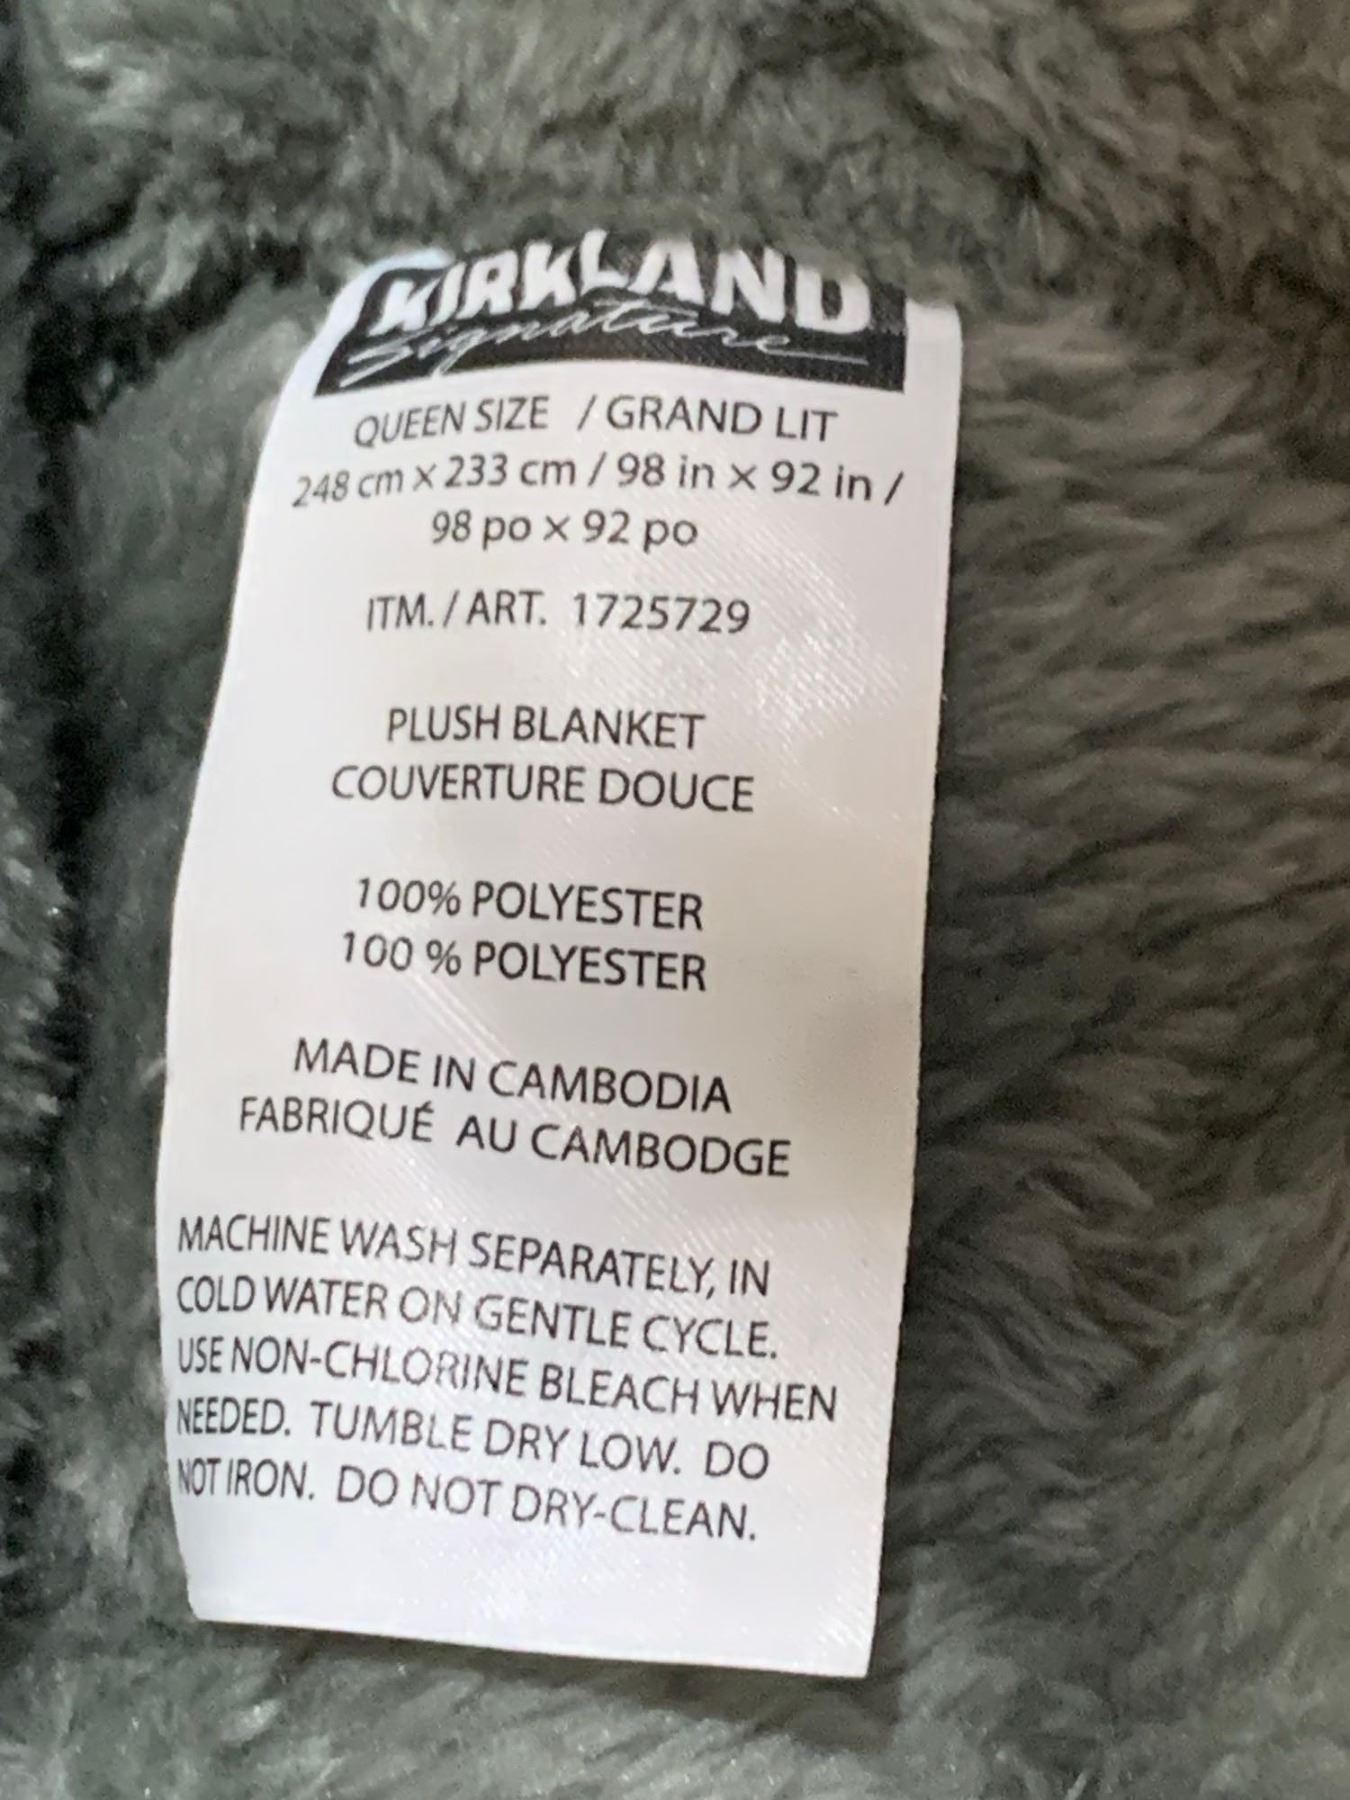 KIRKLAND
Signature
QUEEN SIZE / GRAND LIT
248 cm x 233 cm / 98 in x 92 in /
98 po x 92 po
ITM. / ART. 1725729
PLUSH BLANKET
COUVERTURE DOUCE
100% POLYESTER
100 % POLYESTER
MADE IN CAMBODIA
FABRIQUÉ AU CAMBODGE
MACHINE WASH SEPARATELY, IN
COLD WATER ON GENTLE CYCLE.
USE NON-CHLORINE BLEACH WHEN
NEEDED. TUMBLE DRY LOW. DO
NOT IRON. DO NOT DRY-CLEAN.